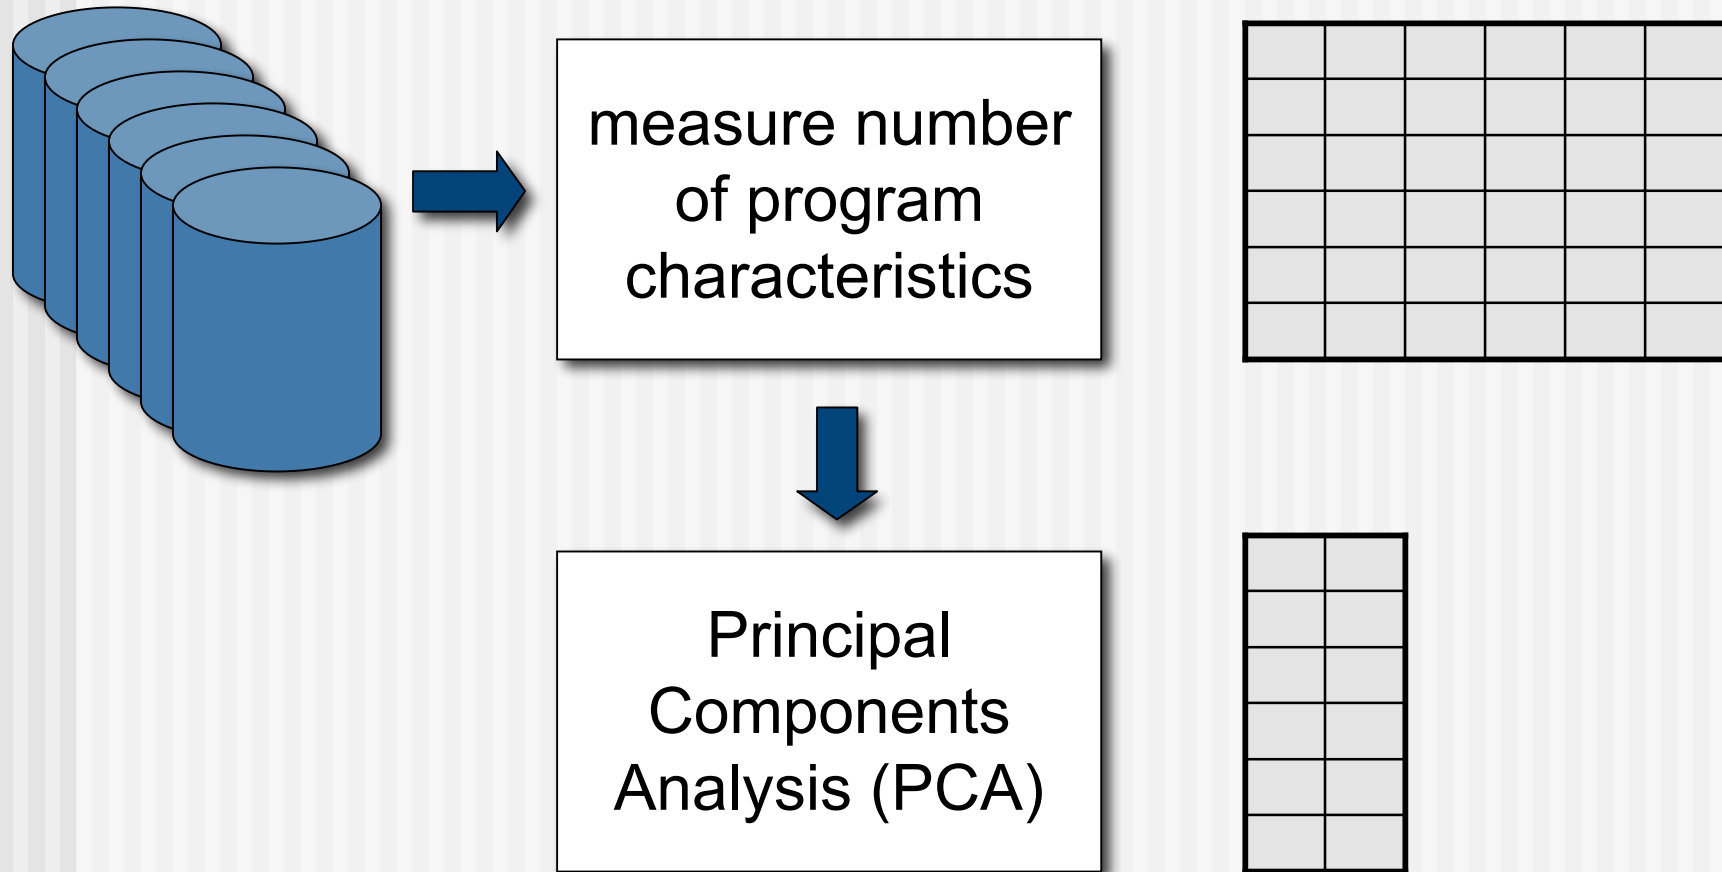 measure number
of program
characteristics
Principal
Components
Analysis (PCA)